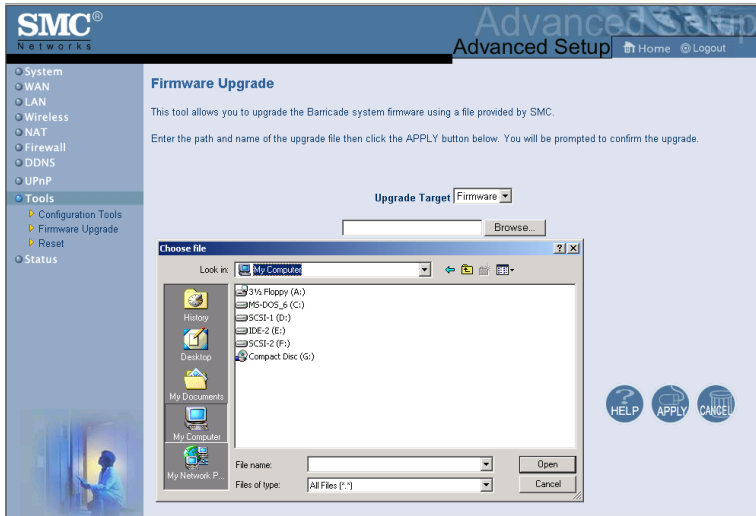 SMC®
Networks
Advanced Setup
Advanced Setup
Home
Logout
System
WAN
LAN
Wireless
NAT
Firewall
DDNS
UPnP
Tools
Configuration Tools
Firmware Upgrade
Reset
Status
Firmware Upgrade
This tool allows you to upgrade the Barricade system firmware using a file provided by SMC.
Enter the path and name of the upgrade file then click the APPLY button below. You will be prompted to confirm the upgrade.
Upgrade Target Firmware
Browse...
Choose file
Look in: My Computer
History
Desktop
My Documents
My Computer
My Network P...
3½ Floppy (A:)
MS-DOS_6 (C:)
SCSI-1 (D:)
IDE-2 (E:)
SCSI-2 (F:)
Compact Disc (G:)
File name:
Open
Files of type: All Files (*.*)
Cancel
HELP
APPLY
CANCEL